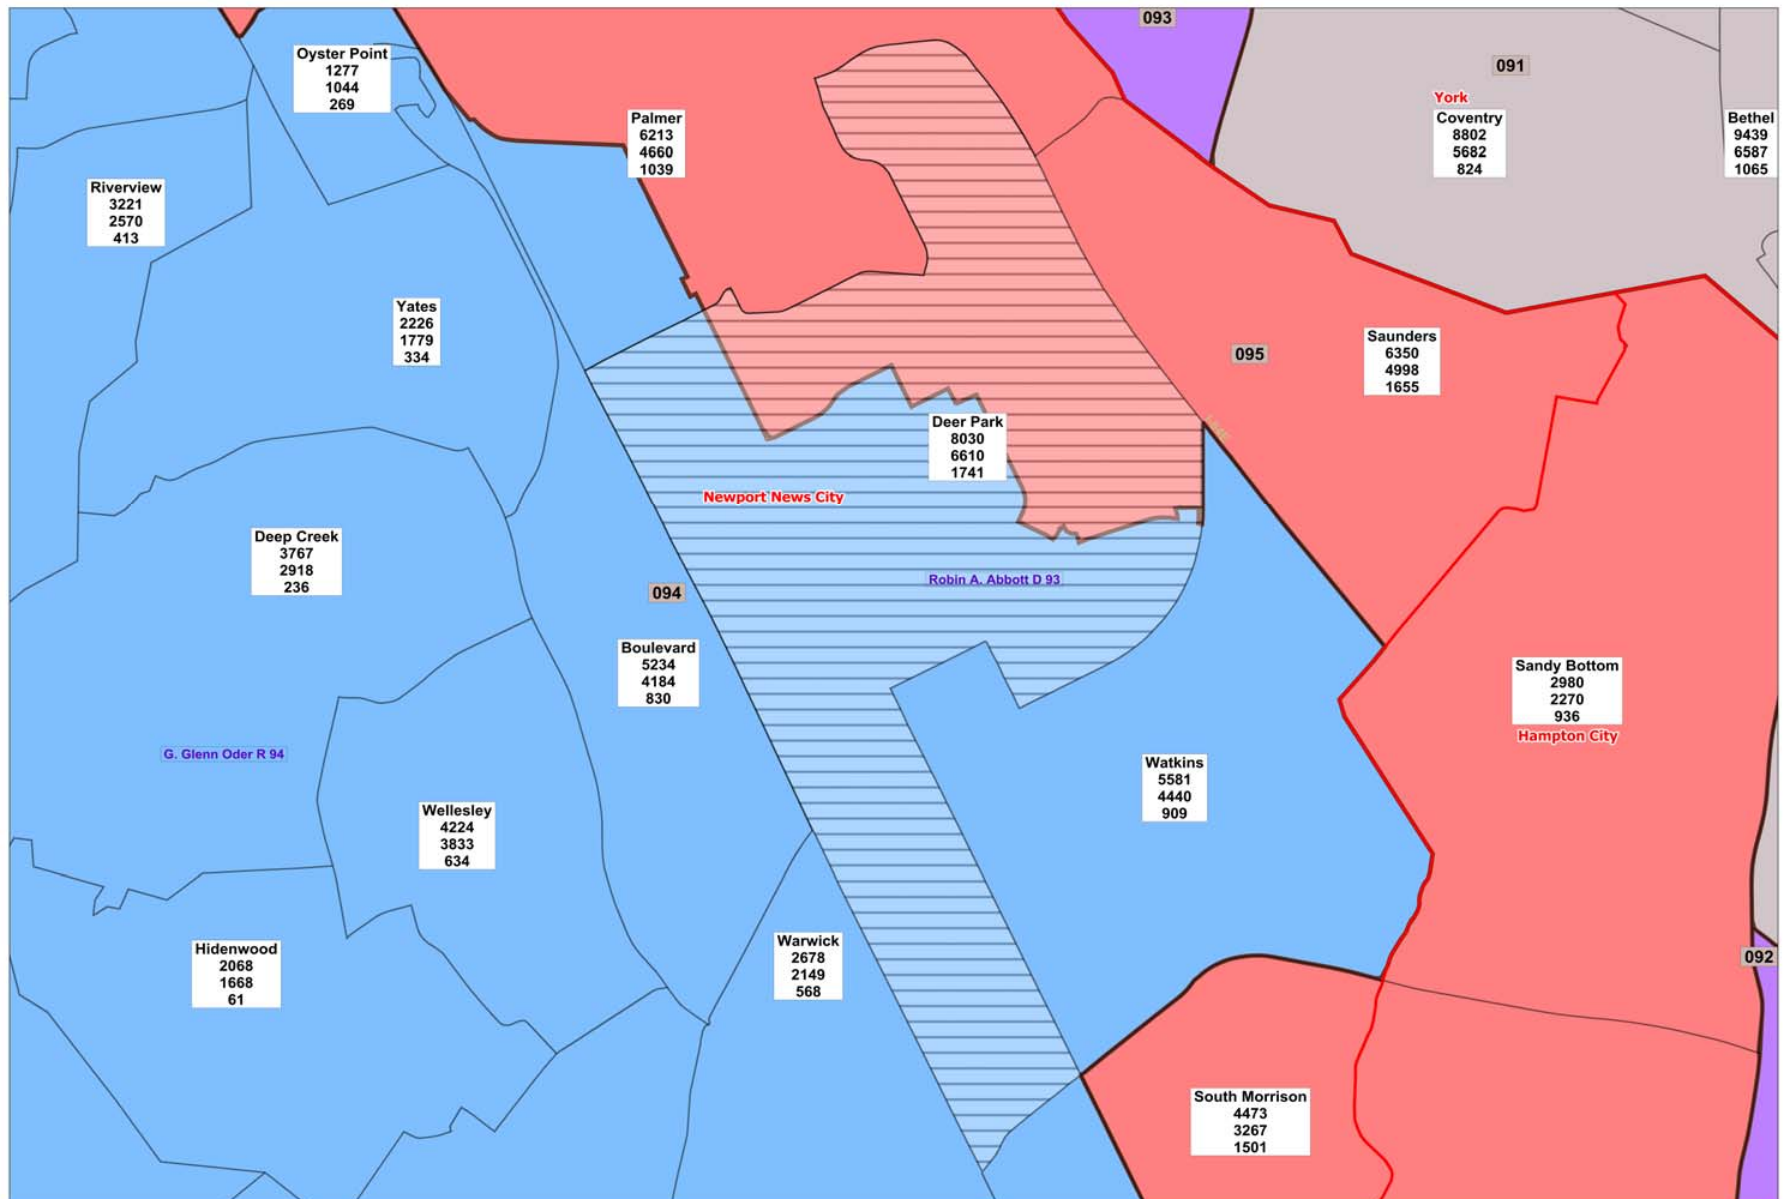 093
Oyster Point
1277
1044
269
091
York
Palmer
6213
4660
1039
Coventry
8802
5682
824
Bethel
9439
6587
1065
Riverview
3221
2570
413
Yates
2226
1779
334
095
Saunders
6350
4998
1655
Deer Park
8030
6610
1741
Newport News City
Deep Creek
3767
2918
236
094
Robin A. Abbott D 93
Boulevard
5234
4184
830
Sandy Bottom
2980
2270
936
Hampton City
G. Glenn Oder R 94
Watkins
5581
4440
909
Wellesley
4224
3833
634
Hidenwood
2068
1668
61
Warwick
2678
2149
568
092
South Morrison
4473
3267
1501